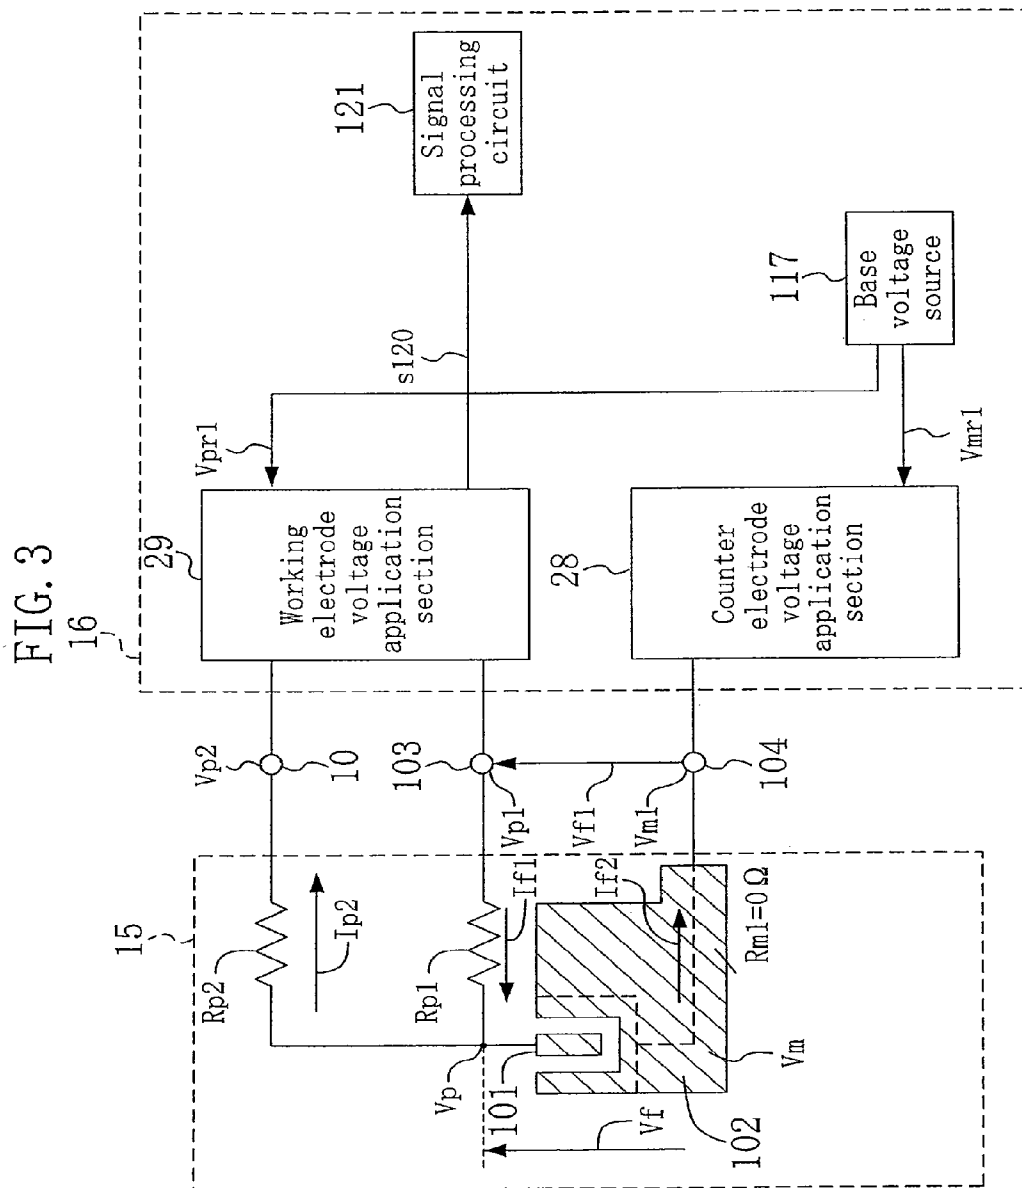 FIG. 3
16
15
29
Working
electrode
voltage
application
section
28
Counter
electrode
voltage
application
section
121
Signal
processing
circuit
117
Base
voltage
source
Vpr1
s120
Vmr1
Vp2
10
103
Vp1
Vf1
Vm1
104
Rp2
Ip2
Rp1
If1
If2
Rm1=0Ω
Vp
101
Vf
102
Vm